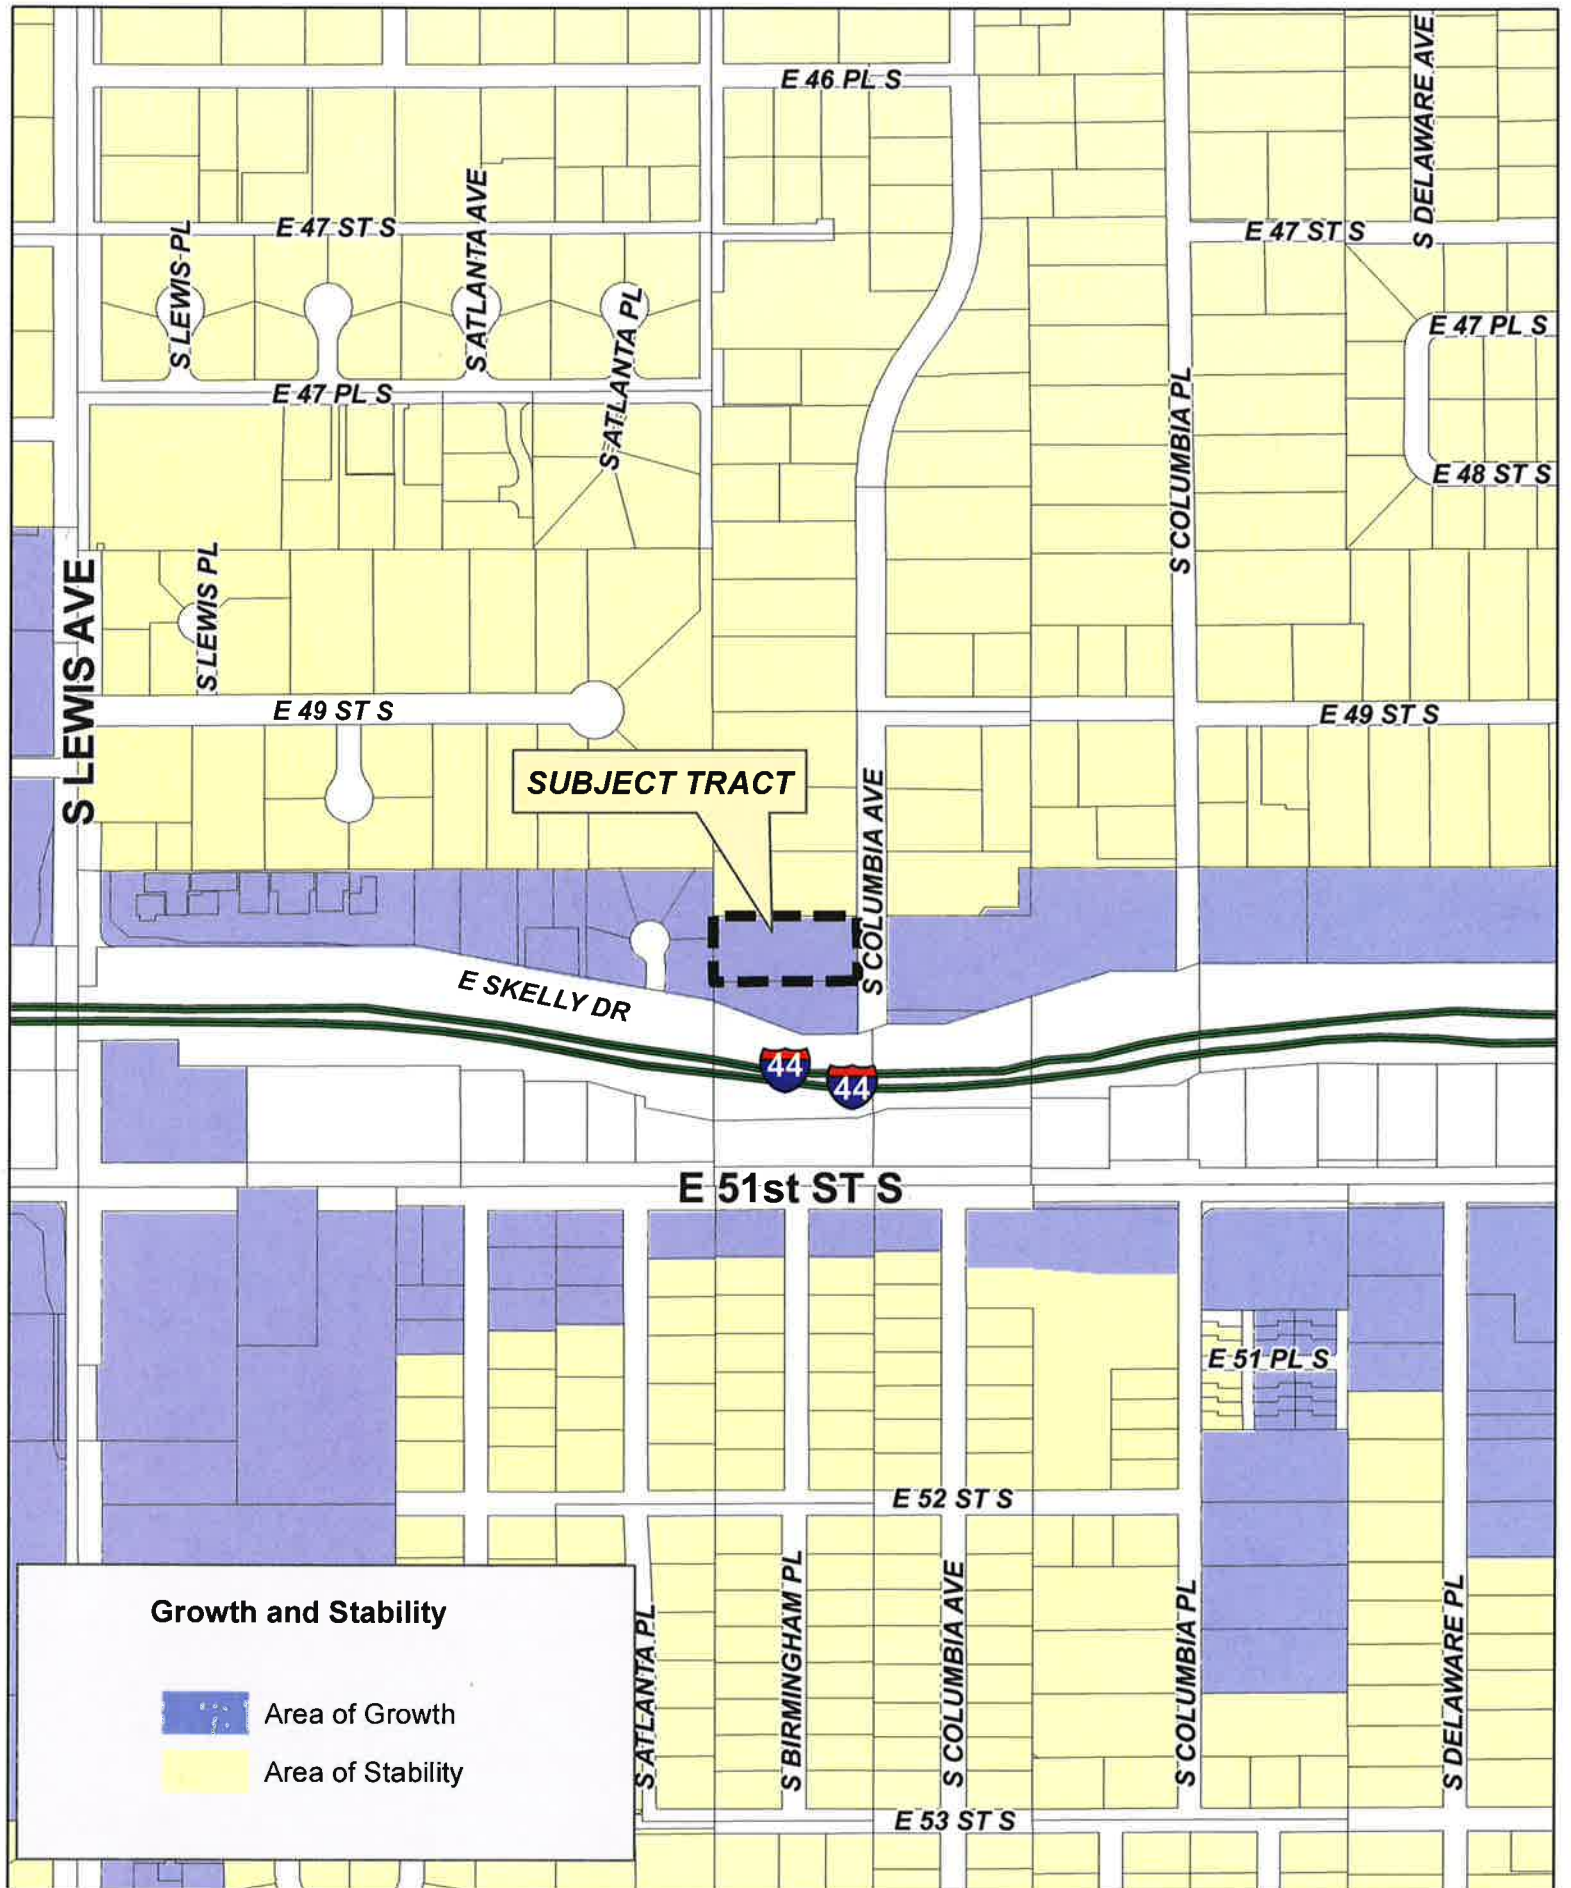 E 46 PL S
S DELAWARE AVE
E 47 ST S
E 47 ST S
S LEWIS PL
S ATLANTA AVE
S ATLANTA PL
E 47 PL S
E 47 PL S
S COLUMBIA PL
E 48 ST S
S LEWIS AVE
S LEWIS PL
E 49 ST S
E 49 ST S
SUBJECT TRACT
S COLUMBIA AVE
E SKELLY DR
44
44
E 51st ST S
E 51 PL S
E 52 ST S
S ATLANTA PL
S BIRMINGHAM PL
S COLUMBIA AVE
S COLUMBIA PL
S DELAWARE PL
E 53 ST S
Growth and Stability
Area of Growth
Area of Stability